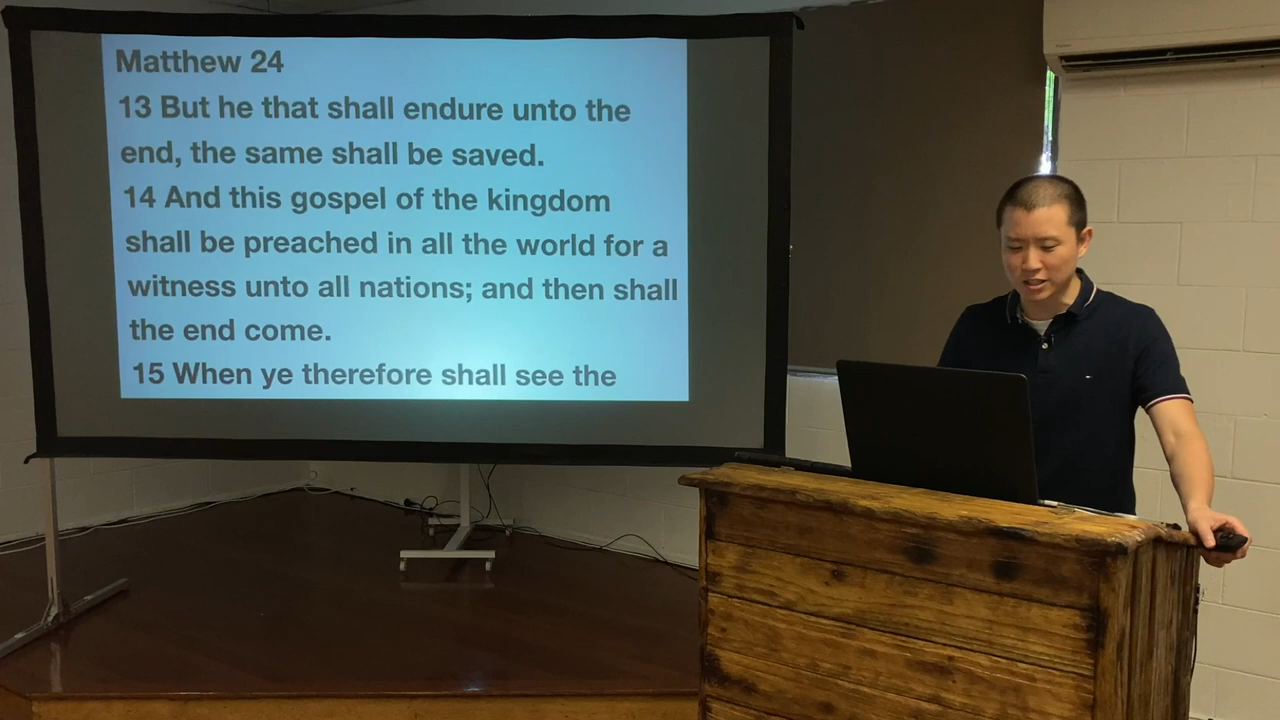 Matthew 24
13 But he that shall endure unto the
end, the same shall be saved.
14 And this gospel of the kingdom
shall be preached in all the world for a
witness unto all nations; and then shall
the end come.
15 When ye therefore shall see the